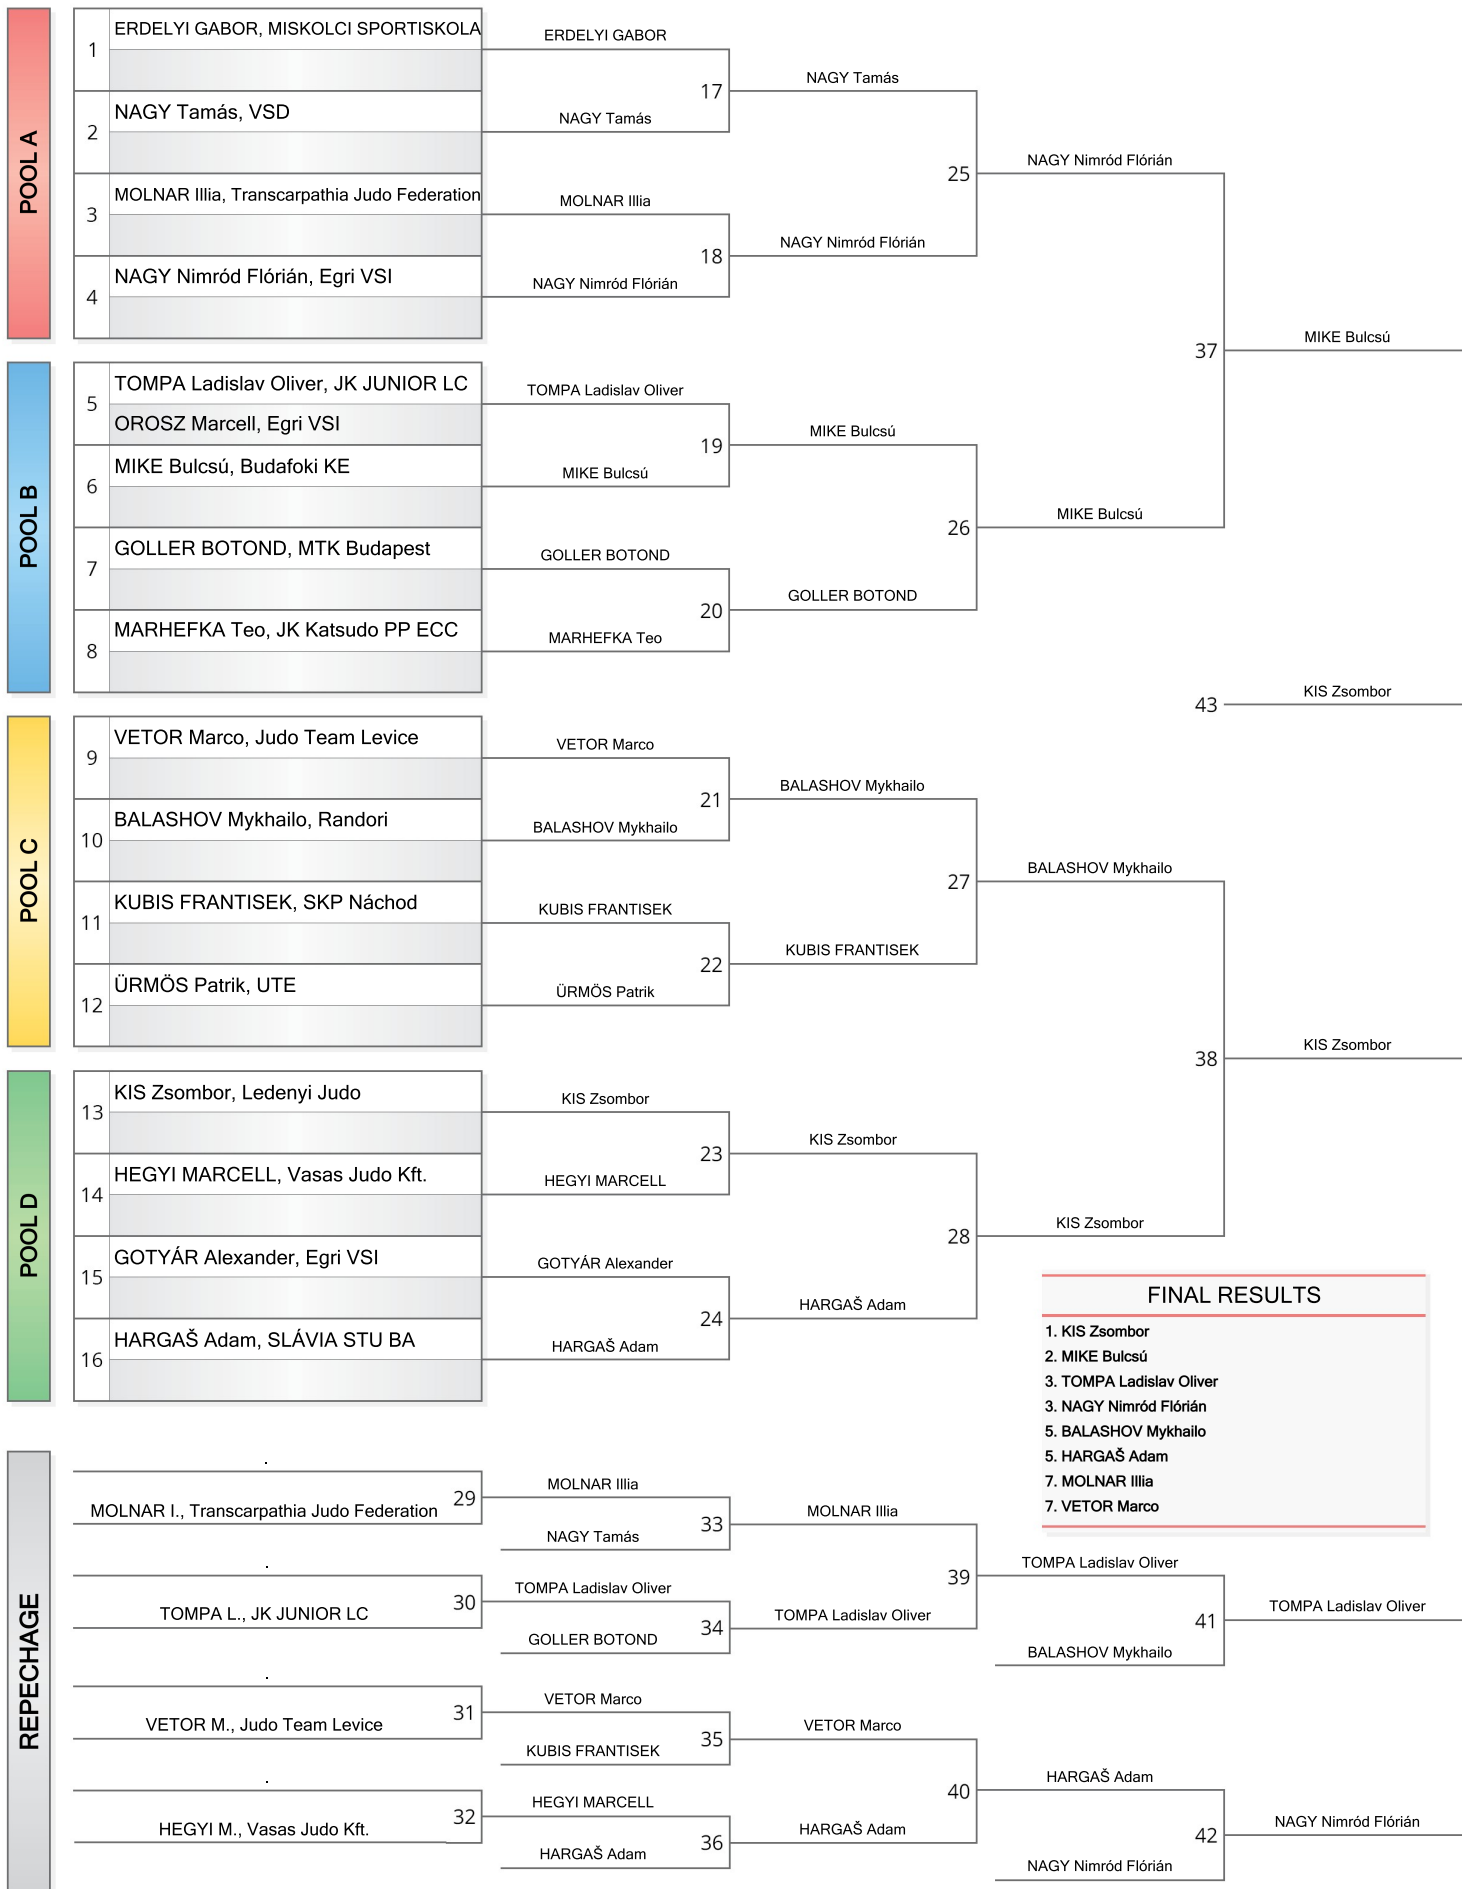 POOL A
1
ERDELYI GABOR, MISKOLCI SPORTISKOLA
2
NAGY Tamás, VSD
3
MOLNAR Illia, Transcarpathia Judo Federation
4
NAGY Nimród Flórián, Egri VSI
ERDELYI GABOR
NAGY Tamás
17
MOLNAR Illia
NAGY Nimród Flórián
18
NAGY Tamás
NAGY Nimród Flórián
25
NAGY Nimród Flórián
POOL B
5
TOMPA Ladislav Oliver, JK JUNIOR LC
OROSZ Marcell, Egri VSI
6
MIKE Bulcsú, Budafoki KE
7
GOLLER BOTOND, MTK Budapest
8
MARHEFKA Teo, JK Katsudo PP ECC
TOMPA Ladislav Oliver
MIKE Bulcsú
19
GOLLER BOTOND
MARHEFKA Teo
20
MIKE Bulcsú
GOLLER BOTOND
26
MIKE Bulcsú
37
MIKE Bulcsú
43
KIS Zsombor
POOL C
9
VETOR Marco, Judo Team Levice
10
BALASHOV Mykhailo, Randori
11
KUBIS FRANTISEK, SKP Náchod
12
ÜRMÖS Patrik, UTE
VETOR Marco
BALASHOV Mykhailo
21
KUBIS FRANTISEK
ÜRMÖS Patrik
22
BALASHOV Mykhailo
KUBIS FRANTISEK
27
BALASHOV Mykhailo
POOL D
13
KIS Zsombor, Ledenyi Judo
14
HEGYI MARCELL, Vasas Judo Kft.
15
GOTYÁR Alexander, Egri VSI
16
HARGAŠ Adam, SLÁVIA STU BA
KIS Zsombor
HEGYI MARCELL
23
GOTYÁR Alexander
HARGAŠ Adam
24
KIS Zsombor
HARGAŠ Adam
28
KIS Zsombor
38
KIS Zsombor
FINAL RESULTS
1. KIS Zsombor
2. MIKE Bulcsú
3. TOMPA Ladislav Oliver
3. NAGY Nimród Flórián
5. BALASHOV Mykhailo
5. HARGAŠ Adam
7. MOLNAR Illia
7. VETOR Marco
REPECHAGE
.
MOLNAR I., Transcarpathia Judo Federation
29
.
TOMPA L., JK JUNIOR LC
30
.
VETOR M., Judo Team Levice
31
.
HEGYI M., Vasas Judo Kft.
32
MOLNAR Illia
NAGY Tamás
33
TOMPA Ladislav Oliver
GOLLER BOTOND
34
VETOR Marco
KUBIS FRANTISEK
35
HEGYI MARCELL
HARGAŠ Adam
36
MOLNAR Illia
TOMPA Ladislav Oliver
39
VETOR Marco
HARGAŠ Adam
40
TOMPA Ladislav Oliver
BALASHOV Mykhailo
41
TOMPA Ladislav Oliver
HARGAŠ Adam
NAGY Nimród Flórián
42
NAGY Nimród Flórián